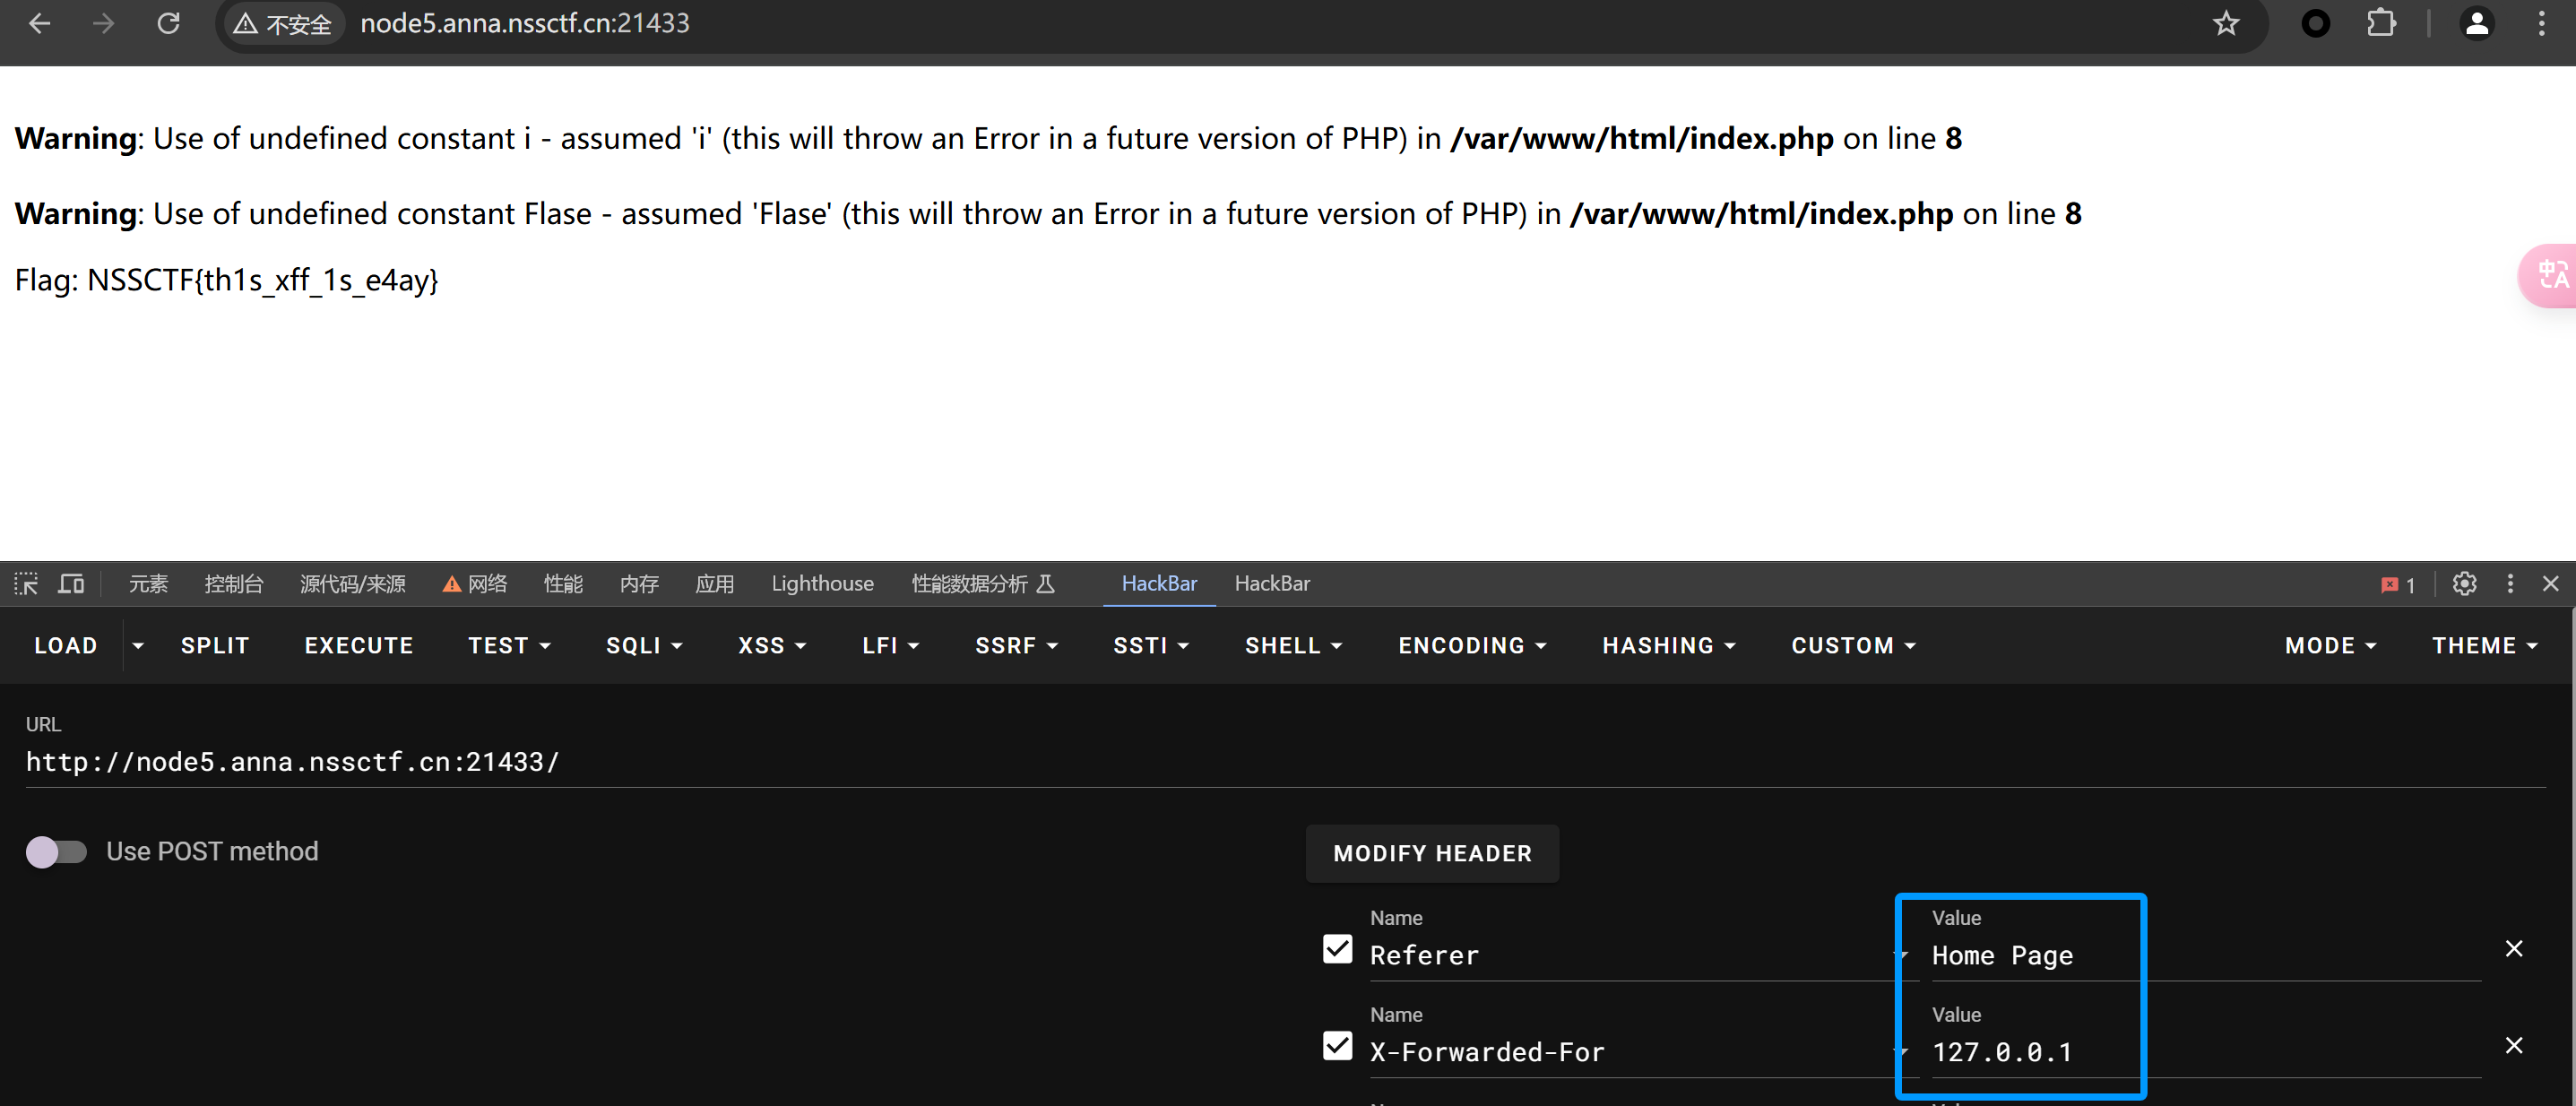 不安全 node5.anna.nssctf.cn:21433
Warning: Use of undefined constant i - assumed 'i' (this will throw an Error in a future version of PHP) in /var/www/html/index.php on line 8
Warning: Use of undefined constant Flase - assumed 'Flase' (this will throw an Error in a future version of PHP) in /var/www/html/index.php on line 8
Flag: NSSCTF{th1s_xff_1s_e4ay}
中A
元素 控制台 源代码/来源 网络 性能 内存 应用 Lighthouse 性能数据分析 HackBar HackBar 1
LOAD SPLIT EXECUTE TEST SQLI XSS LFI SSRF SSTI SHELL ENCODING HASHING CUSTOM MODE THEME
URL
http://node5.anna.nssctf.cn:21433/
Use POST method
MODIFY HEADER
Name Value
Referer Home Page
Name Value
X-Forwarded-For 127.0.0.1